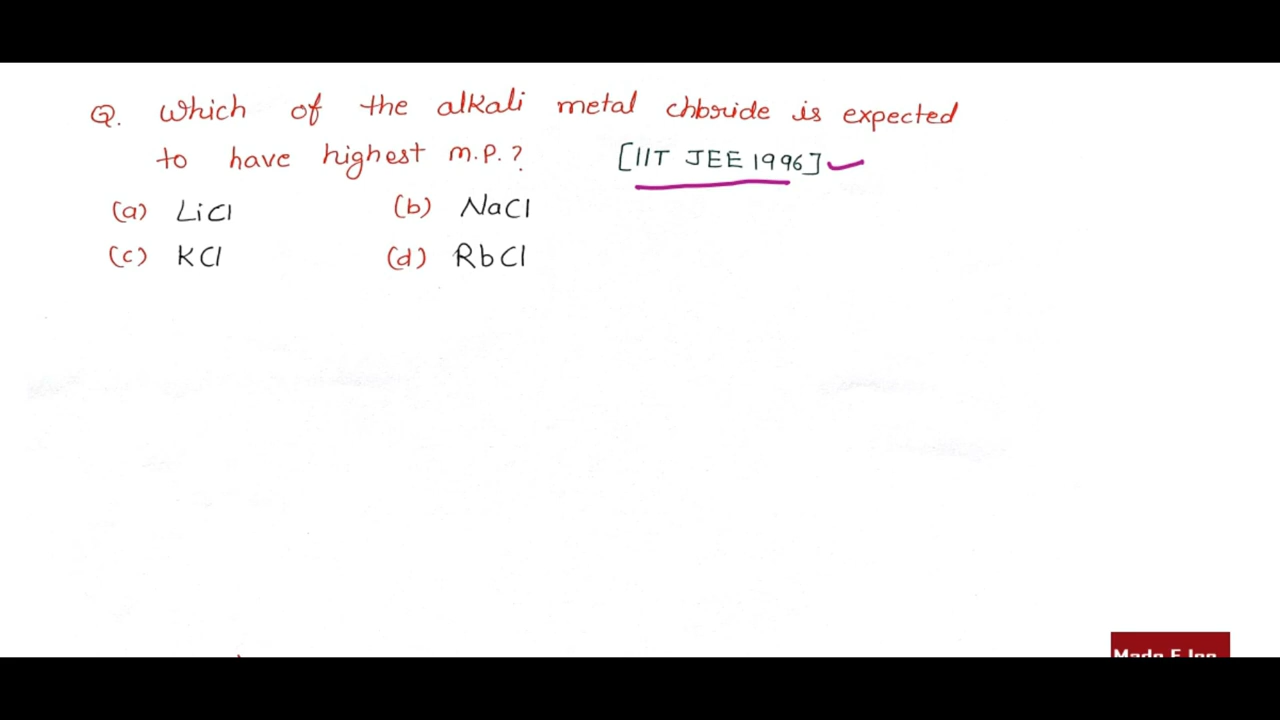 Q. Which of the alkali metal chloride is expected
to have highest m.p.? [IIT JEE 1996]
(a) LiCl (b) NaCl
(c) KCl (d) RbCl